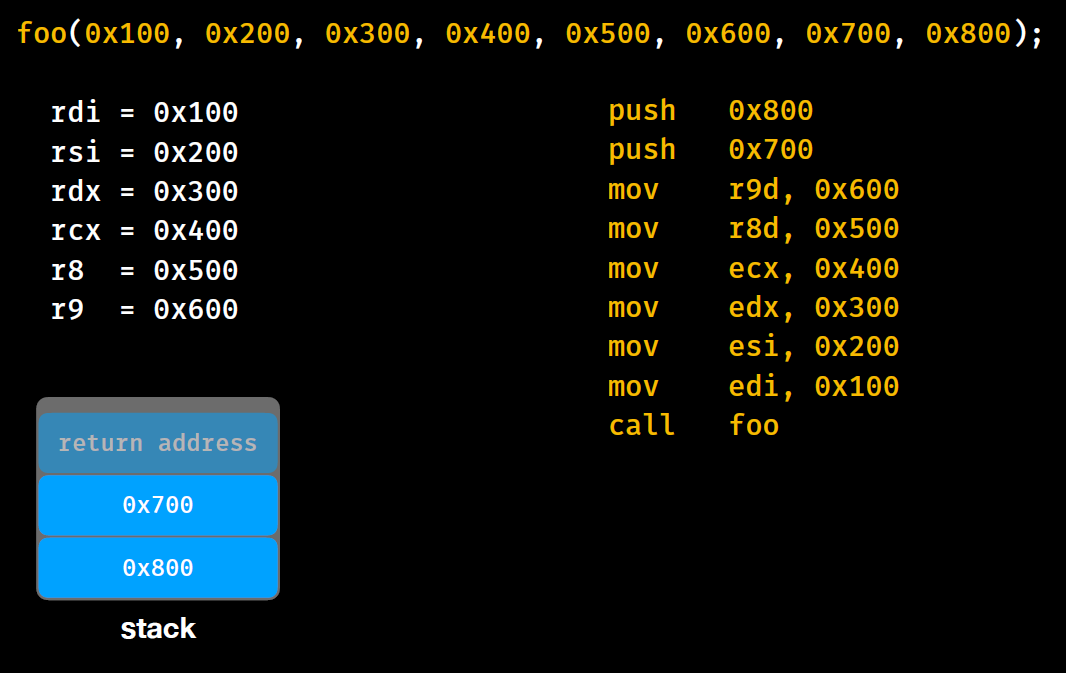 foo(0x100, 0x200, 0x300, 0x400, 0x500, 0x600, 0x700, 0x800);
rdi = 0x100
rsi = 0x200
rdx = 0x300
rcx = 0x400
r8  = 0x500
r9  = 0x600
push   0x800
push   0x700
mov    r9d, 0x600
mov    r8d, 0x500
mov    ecx, 0x400
mov    edx, 0x300
mov    esi, 0x200
mov    edi, 0x100
call   foo
return address
0x700
0x800
stack